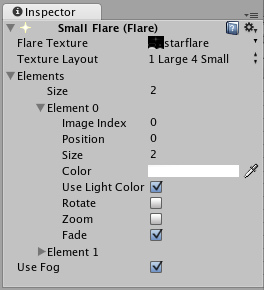 Inspector
Small Flare (Flare)
Flare Texture starflare
Texture Layout 1 Large 4 Small
Elements
Size 2
Element 0
Image Index 0
Position 0
Size 2
Color
Use Light Color
Rotate
Zoom
Fade
Element 1
Use Fog